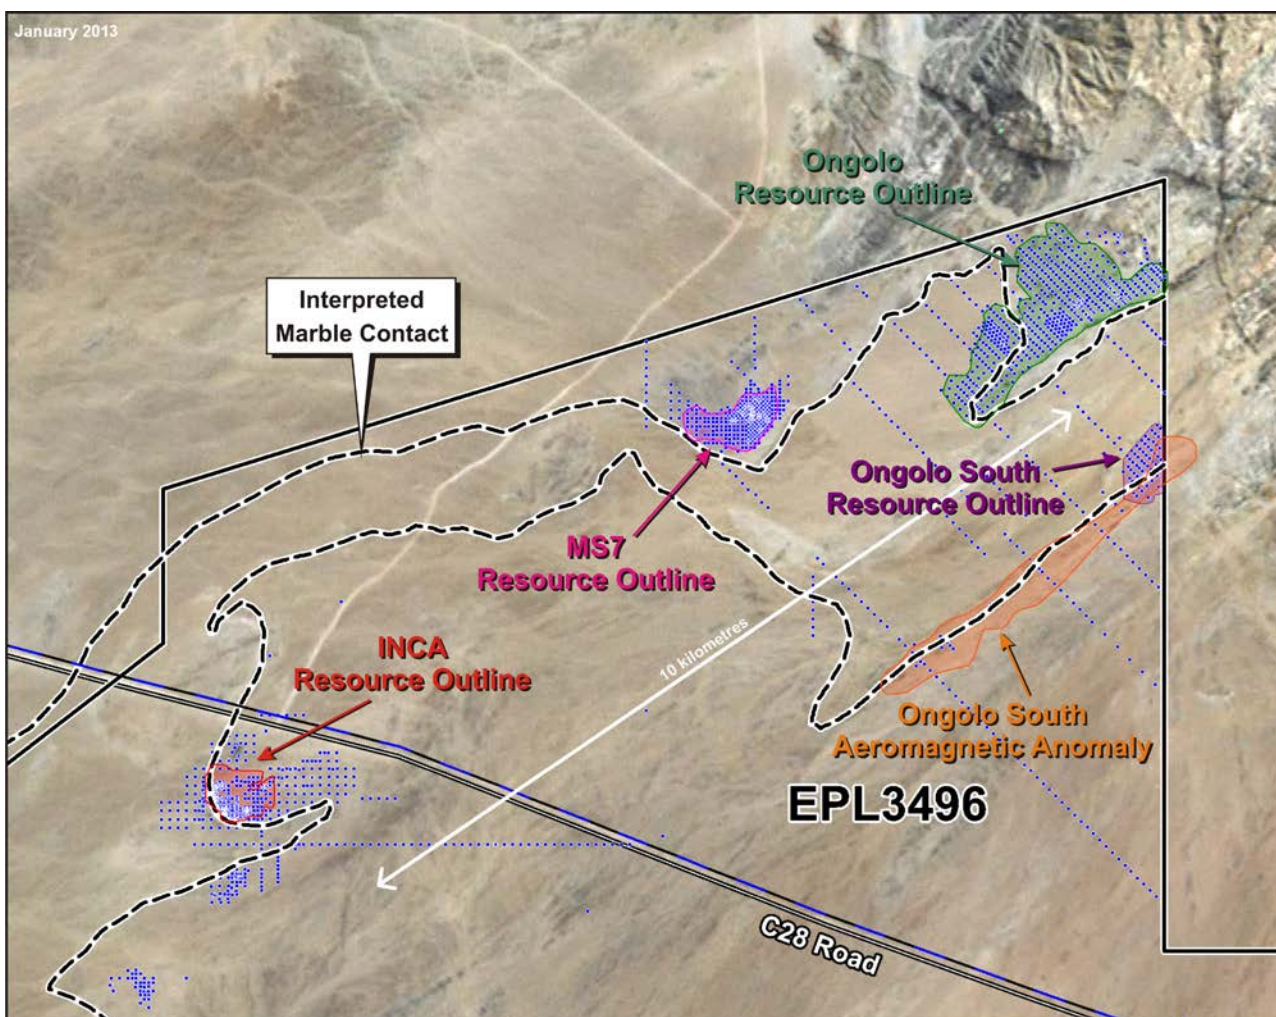 January 2013
Ongolo
Resource Outline
Interpreted
Marble Contact
Ongolo South
Resource Outline
MS7
Resource Outline
INCA
Resource Outline
10 kilometres
Ongolo South
Aeromagnetic Anomaly
EPL3496
C28 Road